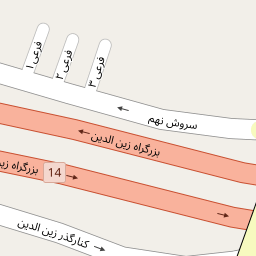 فرعی ۱
فرعی ۲
فرعی ۳
سروش نهم
بزرگراه زین الدین
14
بزرگراه زین
کنارگذر زین الدین